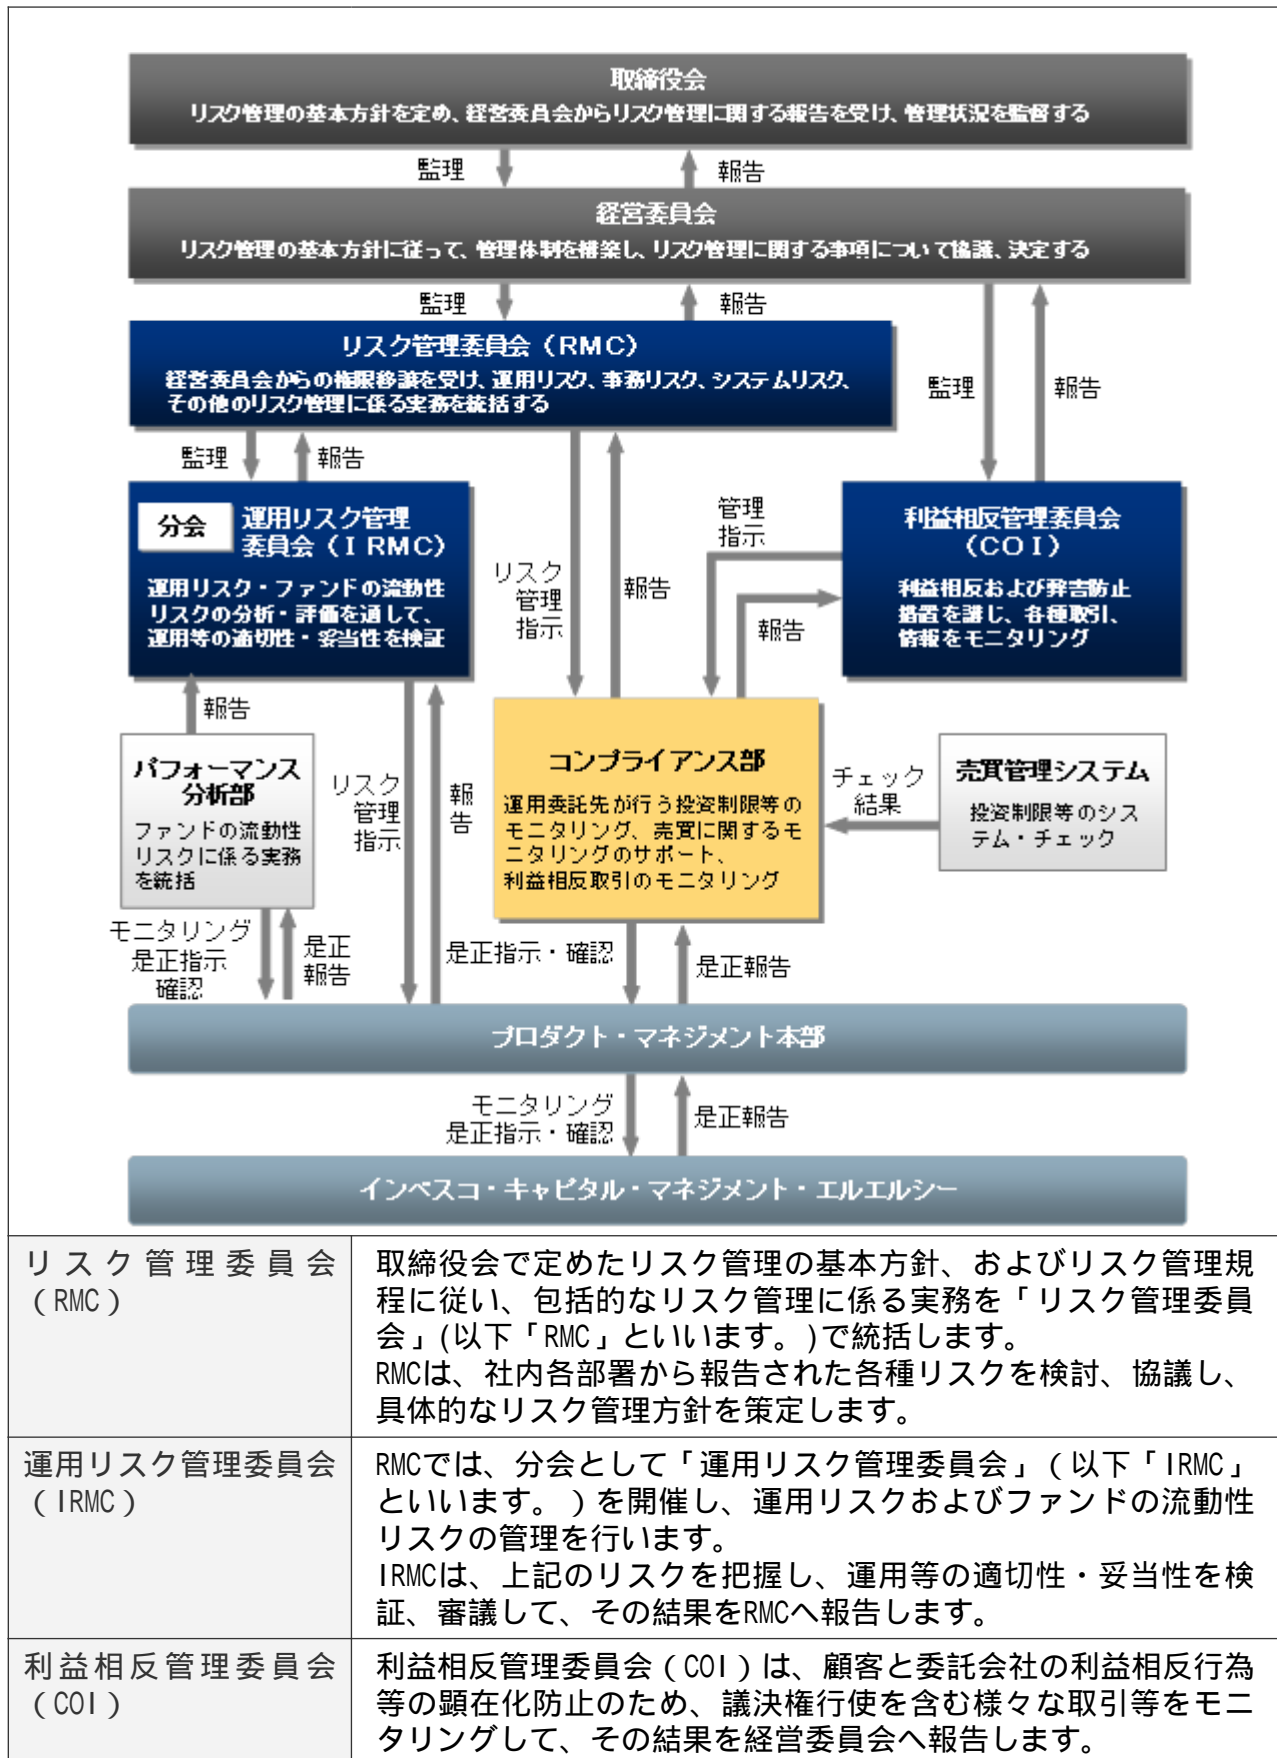 取締役会
リスク管理の基本方針を定め、経営委員会からリスク管理に関する報告を受け、管理状況を監督する
監理
報告
経営委員会
リスク管理の基本方針に従って、管理体制を構築し、リスク管理に関する事項について協議、決定する
監理
報告
リスク管理委員会（RMC）
経営委員会からの権限移譲を受け、運用リスク、事務リスク、システムリスク、
その他のリスク管理に係る実務を統括する
監理
報告
監理
報告
分会
運用リスク管理
委員会（IRMC）
運用リスク・ファンドの流動性
リスクの分析・評価を通して、
運用等の適切性・妥当性を検証
リスク
管理
指示
報告
管理
指示
報告
利益相反管理委員会
（COI）
利益相反および弊害防止
措置を講じ、各種取引、
情報をモニタリング
報告
パフォーマンス
分析部
ファンドの流動性
リスクに係る実務
を統括
リスク
管理
指示
報
告
コンプライアンス部
運用委託先が行う投資制限等の
モニタリング、売買に関するモ
ニタリングのサポート、
利益相反取引のモニタリング
チェック
結果
売買管理システム
投資制限等のシス
テム・チェック
モニタリング
是正指示
確認
是正
報告
是正指示・確認
是正報告
プロダクト・マネジメント本部
モニタリング
是正指示・確認
是正報告
インベスコ・キャピタル・マネジメント・エルエルシー
リスク管理委員会
（RMC）
取締役会で定めたリスク管理の基本方針、およびリスク管理規
程に従い、包括的なリスク管理に係る実務を「リスク管理委員
会」(以下「RMC」といいます。)で統括します。
RMCは、社内各部署から報告された各種リスクを検討、協議し、
具体的なリスク管理方針を策定します。
運用リスク管理委員会
（IRMC）
RMCでは、分会として「運用リスク管理委員会」（以下「IRMC」
といいます。）を開催し、運用リスクおよびファンドの流動性
リスクの管理を行います。
IRMCは、上記のリスクを把握し、運用等の適切性・妥当性を検
証、審議して、その結果をRMCへ報告します。
利益相反管理委員会
（COI）
利益相反管理委員会（COI）は、顧客と委託会社の利益相反行為
等の顕在化防止のため、議決権行使を含む様々な取引等をモニ
タリングして、その結果を経営委員会へ報告します。